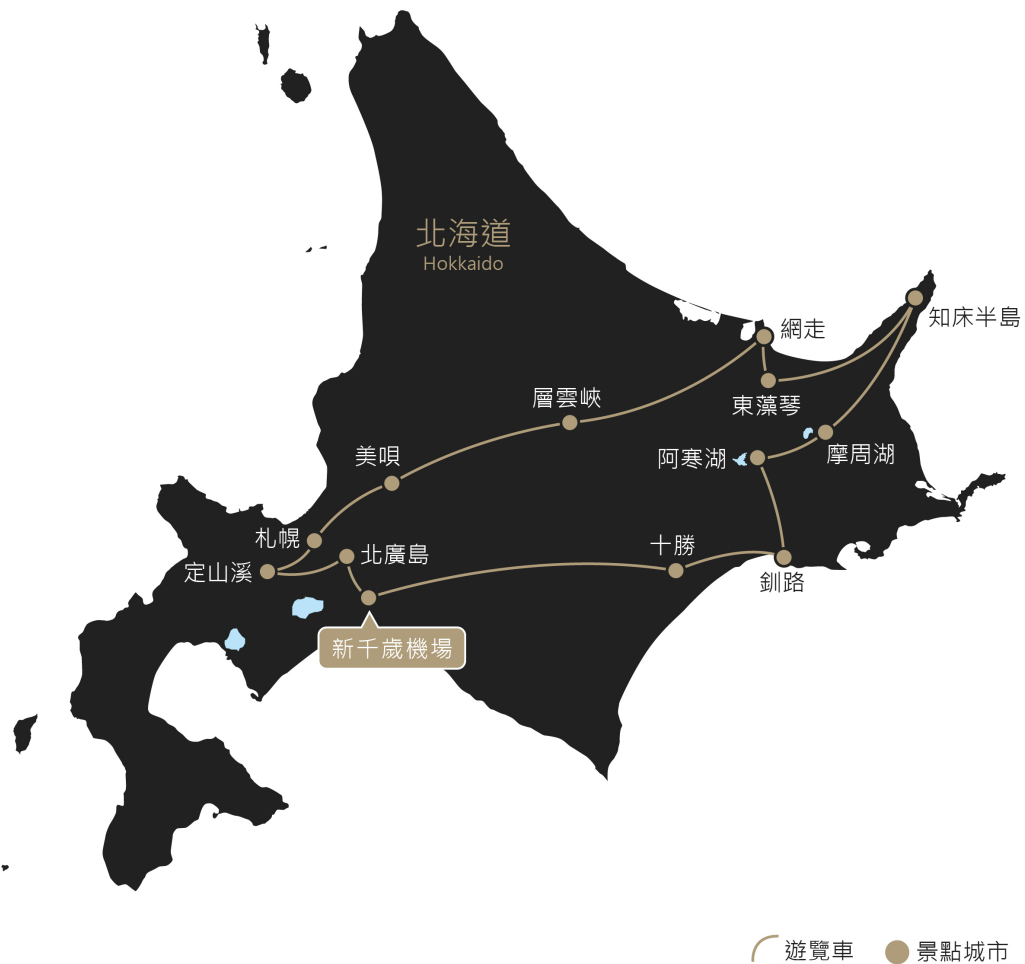 北海道
Hokkaido
知床半島
網走
東藻琴
層雲峽
摩周湖
阿寒湖
美唄
札幌
北廣島
十勝
定山溪
釧路
新千歲機場
遊覽車
景點城市